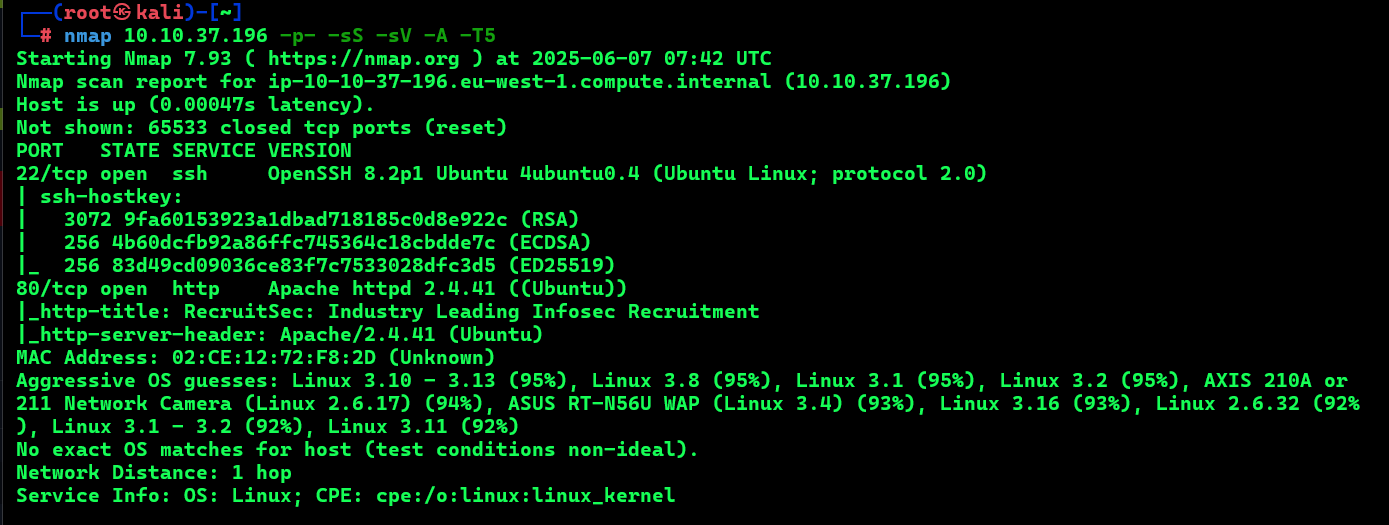 ┌──(root㉿kali)-[~]
└─# nmap 10.10.37.196 -p- -sS -sV -A -T5
Starting Nmap 7.93 ( https://nmap.org ) at 2025-06-07 07:42 UTC
Nmap scan report for ip-10-10-37-196.eu-west-1.compute.internal (10.10.37.196)
Host is up (0.00047s latency).
Not shown: 65533 closed tcp ports (reset)
PORT   STATE SERVICE VERSION
22/tcp open  ssh     OpenSSH 8.2p1 Ubuntu 4ubuntu0.4 (Ubuntu Linux; protocol 2.0)
| ssh-hostkey:
|   3072 9fa60153923a1dbad718185c0d8e922c (RSA)
|   256 4b60dcfb92a86ffc745364c18cbdde7c (ECDSA)
|_  256 83d49cd09036ce83f7c7533028dfc3d5 (ED25519)
80/tcp open  http    Apache httpd 2.4.41 ((Ubuntu))
|_http-title: RecruitSec: Industry Leading Infosec Recruitment
|_http-server-header: Apache/2.4.41 (Ubuntu)
MAC Address: 02:CE:12:72:F8:2D (Unknown)
Aggressive OS guesses: Linux 3.10 - 3.13 (95%), Linux 3.8 (95%), Linux 3.1 (95%), Linux 3.2 (95%), AXIS 210A or
211 Network Camera (Linux 2.6.17) (94%), ASUS RT-N56U WAP (Linux 3.4) (93%), Linux 3.16 (93%), Linux 2.6.32 (92%
), Linux 3.1 - 3.2 (92%), Linux 3.11 (92%)
No exact OS matches for host (test conditions non-ideal).
Network Distance: 1 hop
Service Info: OS: Linux; CPE: cpe:/o:linux:linux_kernel